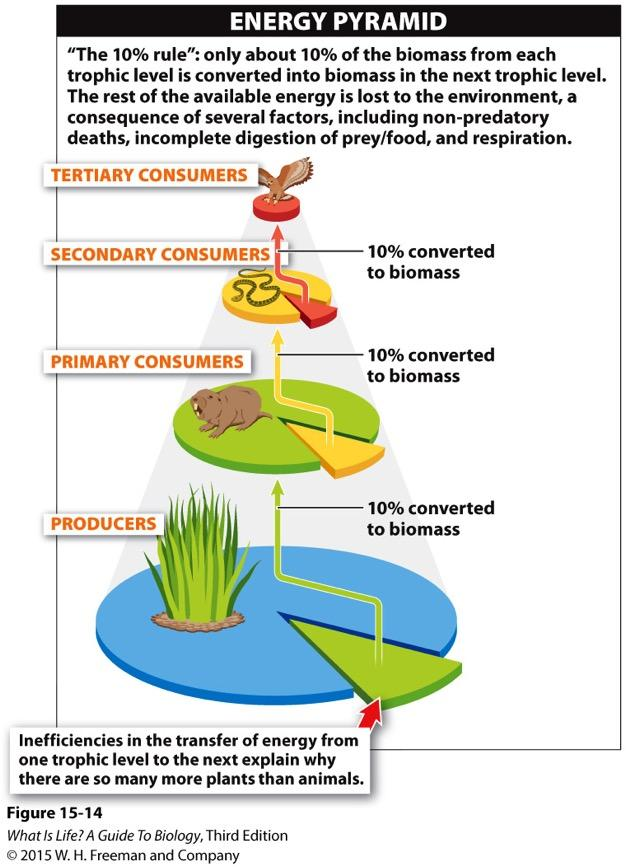 ENERGY PYRAMID
“The 10% rule”: only about 10% of the biomass from each
trophic level is converted into biomass in the next trophic level.
The rest of the available energy is lost to the environment, a
consequence of several factors, including non-predatory
deaths, incomplete digestion of prey/food, and respiration.
TERTIARY CONSUMERS
SECONDARY CONSUMERS
10% converted
to biomass
PRIMARY CONSUMERS
10% converted
to biomass
PRODUCERS
10% converted
to biomass
Inefficiencies in the transfer of energy from
one trophic level to the next explain why
there are so many more plants than animals.
Figure 15-14
What Is Life? A Guide To Biology, Third Edition
© 2015 W. H. Freeman and Company